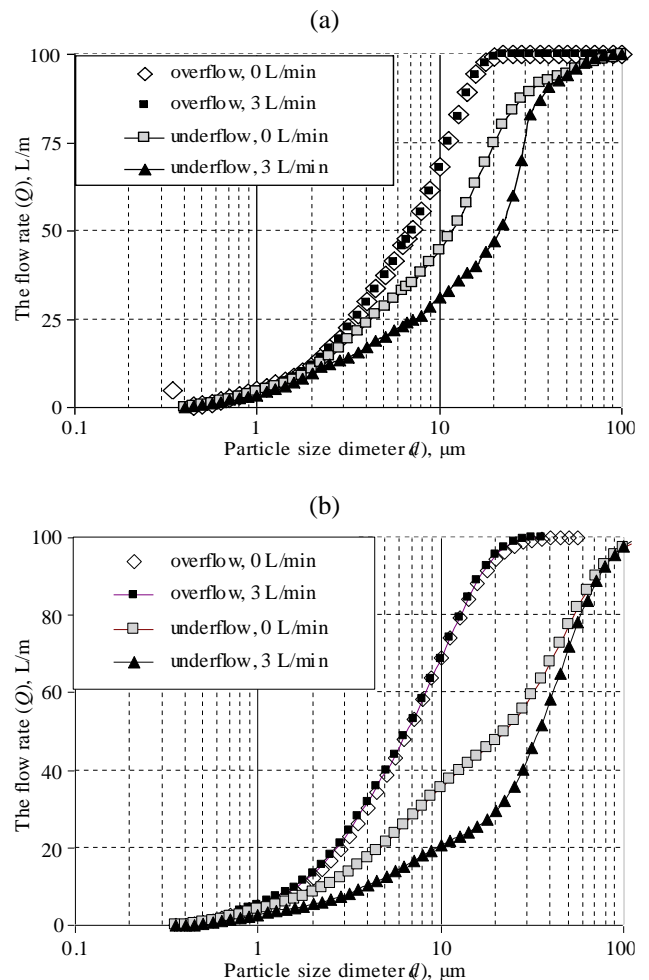 (a)
100
75
50
25
0
The flow rate (Q), L/m
overflow, 0 L/min
overflow, 3 L/min
underflow, 0 L/min
underflow, 3 L/min
0.1 1 10 100
Particle size dimeter d), µm
(b)
100
80
60
40
20
0
The flow rate (Q), L/m
overflow, 0 L/min
overflow, 3 L/min
underflow, 0 L/min
underflow, 3 L/min
0.1 1 10 100
Particle size dimeter d), µm